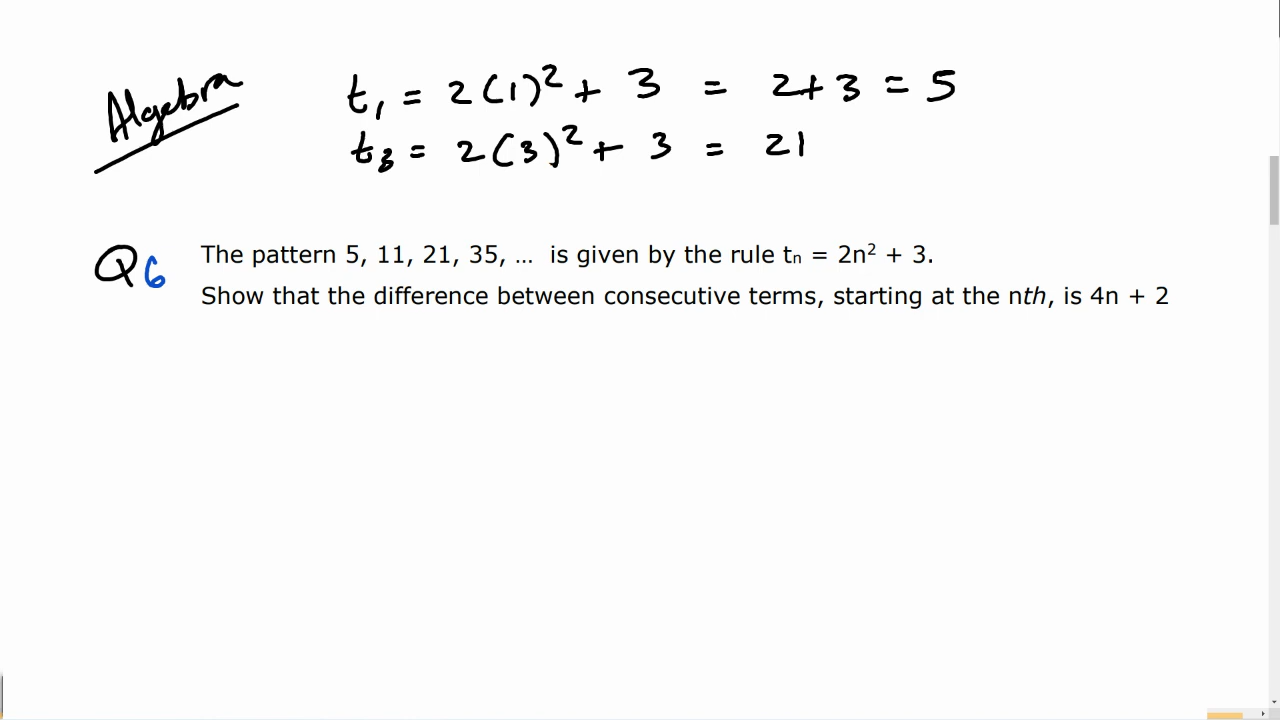 Algebra
t₁ = 2(1)² + 3 = 2+3 = 5
t₃ = 2(3)² + 3 = 21
Q6 The pattern 5, 11, 21, 35, ... is given by the rule tₙ = 2n² + 3.
Show that the difference between consecutive terms, starting at the nth, is 4n + 2